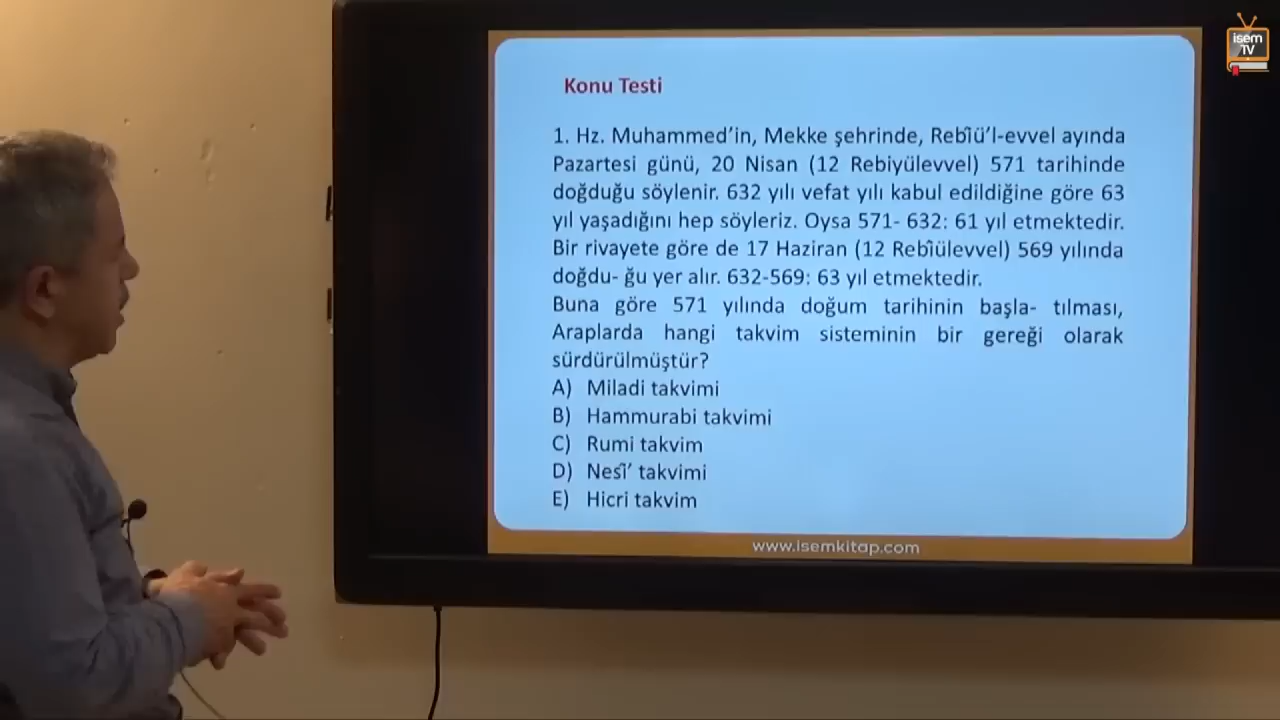 isem
TV
Konu Testi
1. Hz. Muhammed’in, Mekke şehrinde, Rebîü’l-evvel ayında
Pazartesi günü, 20 Nisan (12 Rebiyülevvel) 571 tarihinde
doğduğu söylenir. 632 yılı vefat yılı kabul edildiğine göre 63
yıl yaşadığını hep söyleriz. Oysa 571- 632: 61 yıl etmektedir.
Bir rivayete göre de 17 Haziran (12 Rebîülevvel) 569 yılında
doğdu- ğu yer alır. 632-569: 63 yıl etmektedir.
Buna göre 571 yılında doğum tarihinin başla- tılması,
Araplarda hangi takvim sisteminin bir gereği olarak
sürdürülmüştür?
A) Miladi takvimi
B) Hammurabi takvimi
C) Rumi takvim
D) Nesî’ takvimi
E) Hicri takvim
www.isemkitap.com